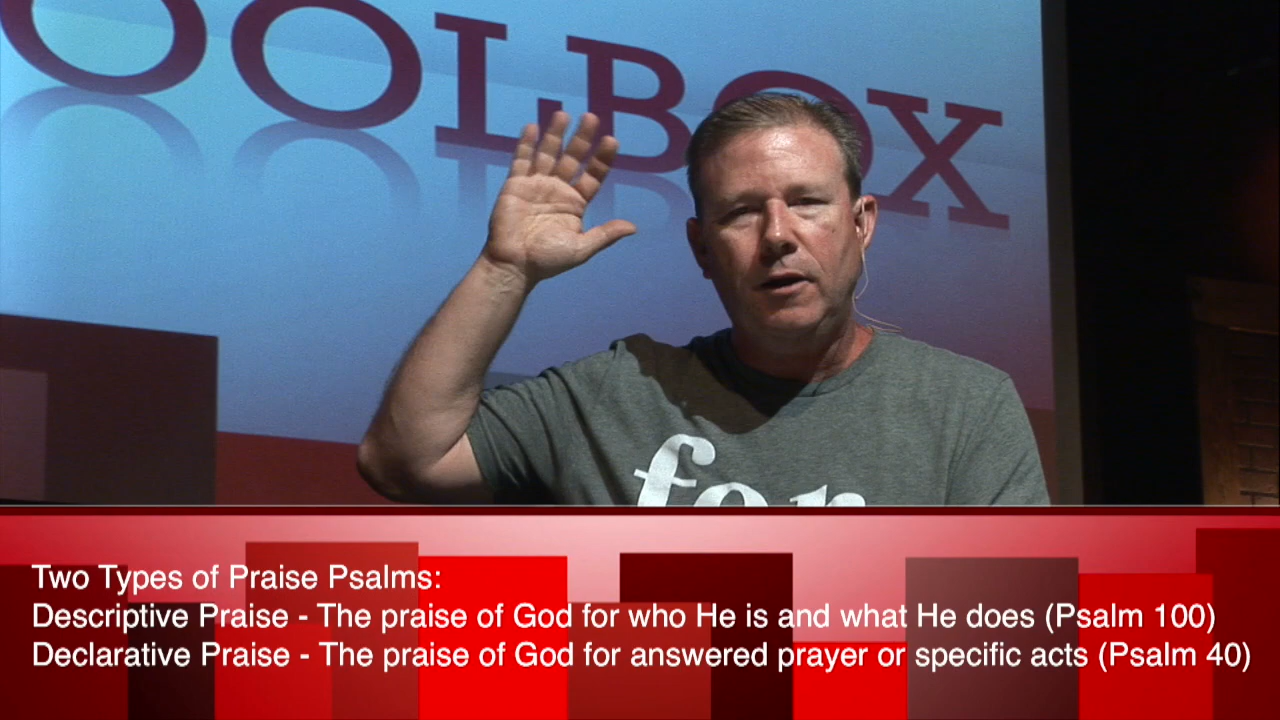 OOLBOX
for
Two Types of Praise Psalms:
Descriptive Praise - The praise of God for who He is and what He does (Psalm 100)
Declarative Praise - The praise of God for answered prayer or specific acts (Psalm 40)